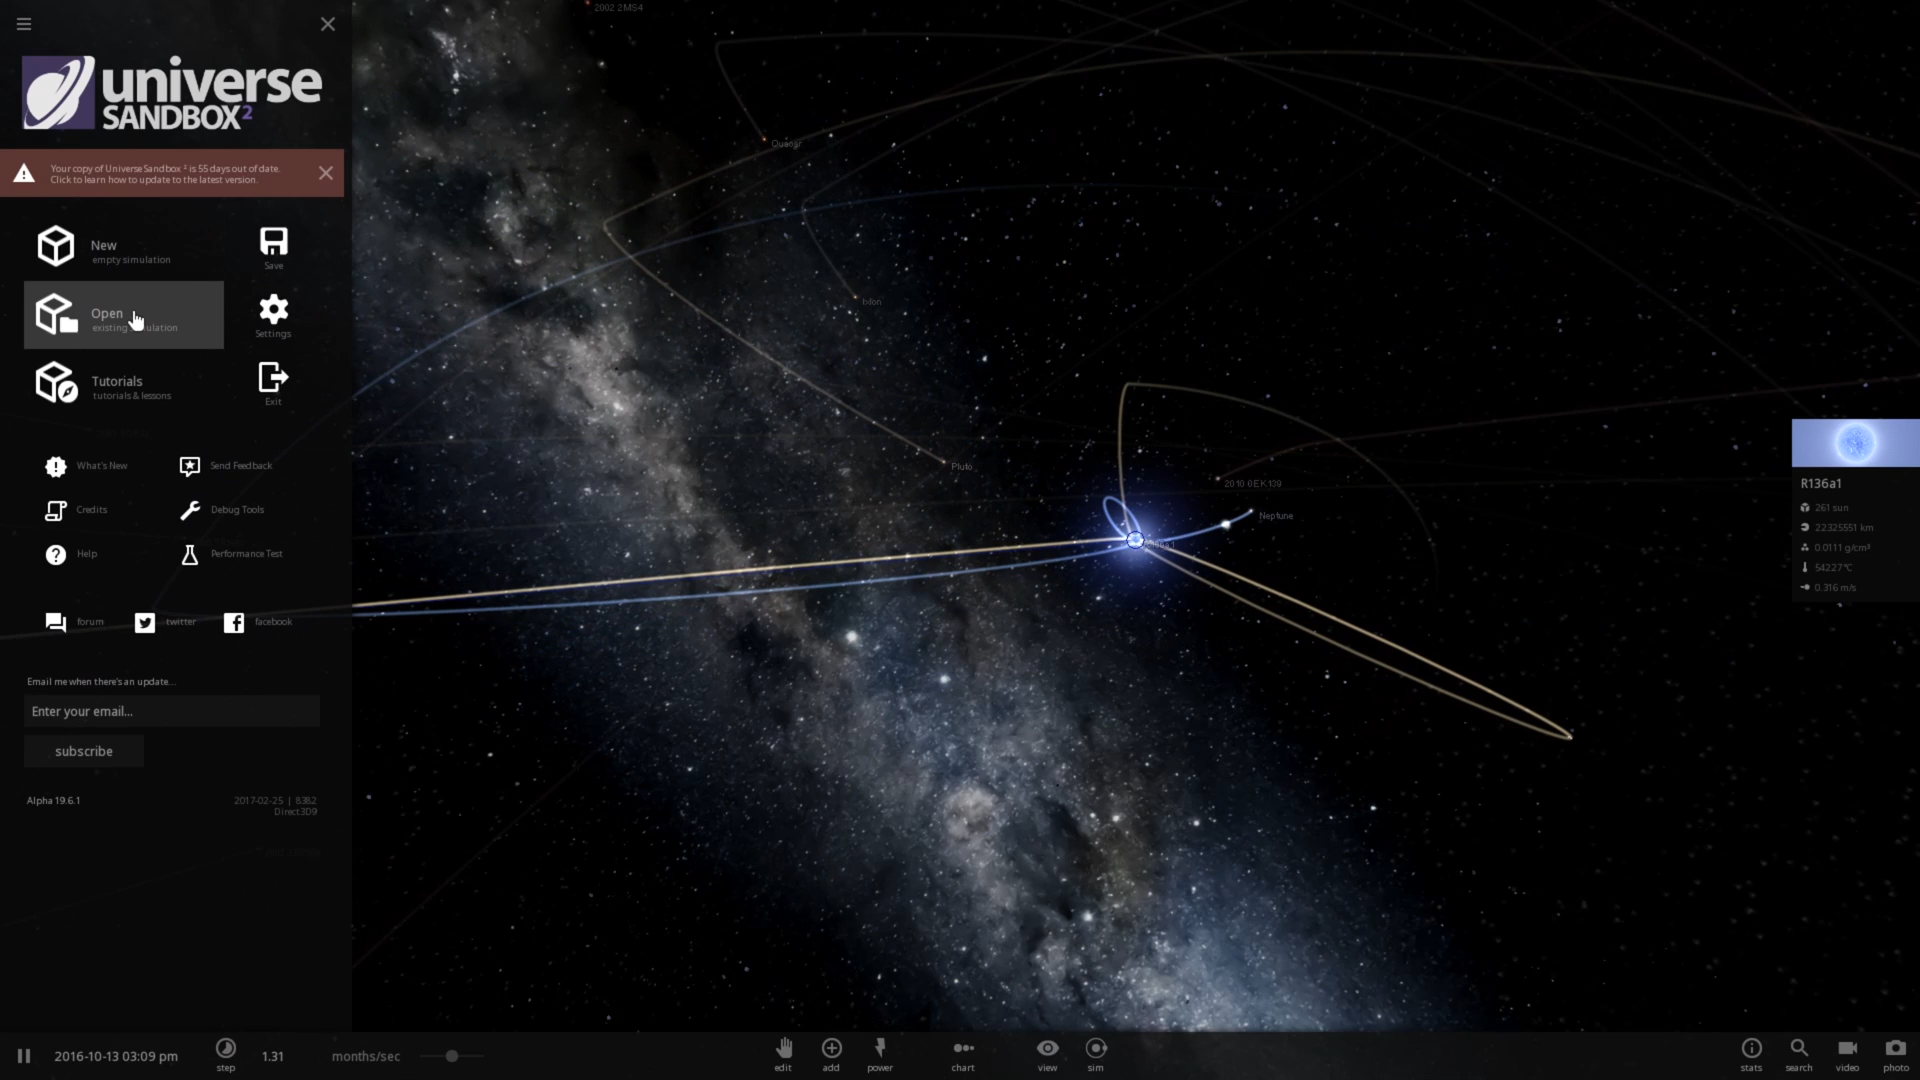 2002 2MS4
universe
SANDBOX²
Your copy of Universe Sandbox ² is 55 days out of date.
Click to learn how to update to the latest version.
New
empty simulation
Save
Open
existing
ulation
Settings
Tutorials
tutorials & lessons
Exit
What's New
Send Feedback
Credits
Debug Tools
Help
Performance Test
forum
twitter
facebook
Email me when there's an update...
Enter your email...
subscribe
Alpha 19.6.1
2017-02-25 | 8382
Direct3D9
Quaoar
Ixion
Pluto
Neptune
R136a1
261 sun
22325551 km
0.0111 g/cm³
54227°C
0.316 m/s
2016-10-13 03:09 pm
step
1.31
months/sec
edit
add
power
chart
view
sim
stats
search
video
photo